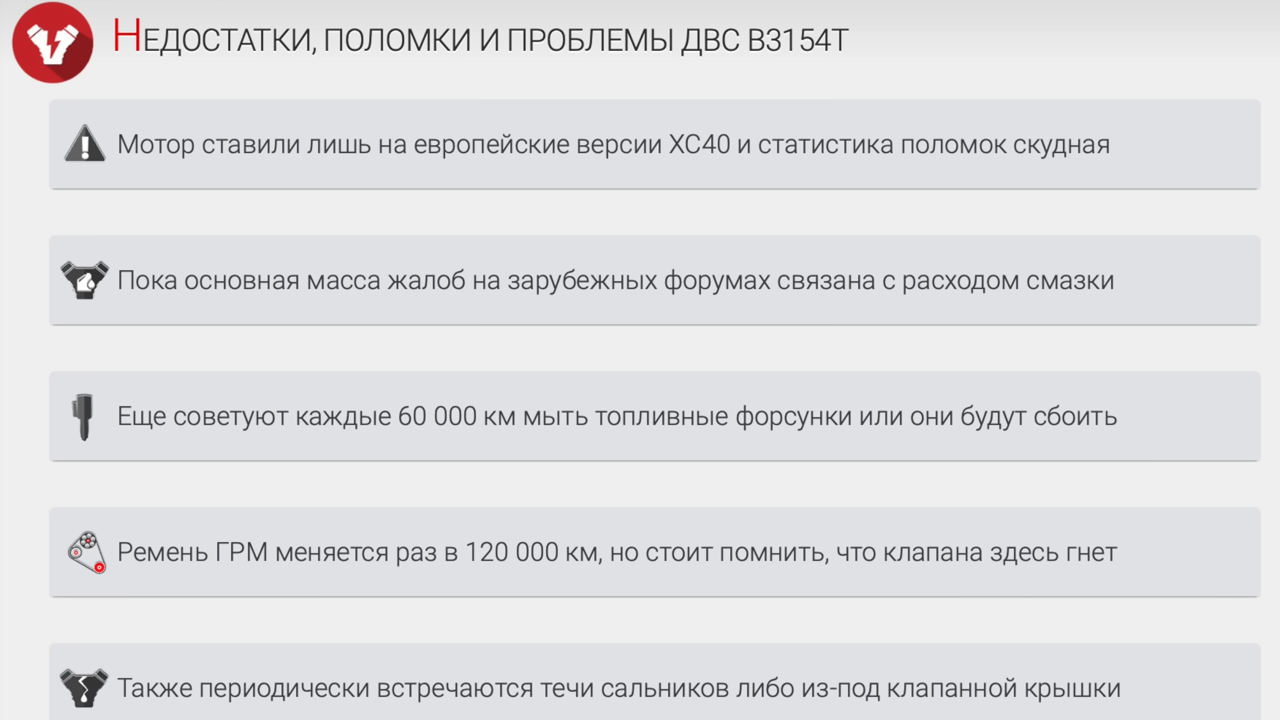 НЕДОСТАТКИ, ПОЛОМКИ И ПРОБЛЕМЫ ДВС B3154T
Мотор ставили лишь на европейские версии XC40 и статистика поломок скудная
Пока основная масса жалоб на зарубежных форумах связана с расходом смазки
Еще советуют каждые 60 000 км мыть топливные форсунки или они будут сбоить
Ремень ГРМ меняется раз в 120 000 км, но стоит помнить, что клапана здесь гнет
Также периодически встречаются течи сальников либо из-под клапанной крышки